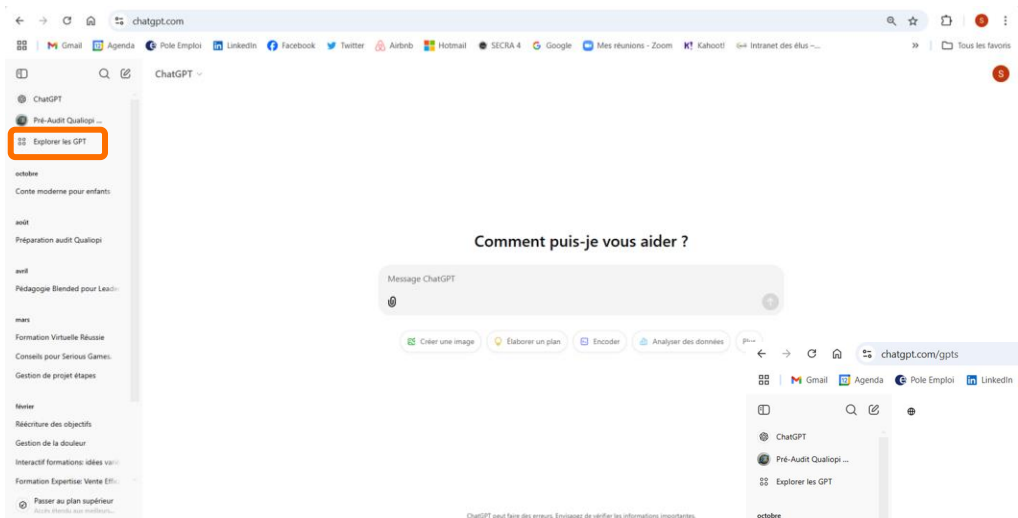 chatgpt.com
Gmail Agenda Pole Emploi LinkedIn Facebook Twitter Airbnb Hotmail SECRA 4 Google Mes réunions - Zoom Kahoot! Intranet des élus –... » Tous les favoris
ChatGPT
S
ChatGPT
Pré-Audit Qualiopi ...
Explorer les GPT
octobre
Conte moderne pour enfants
août
Préparation audit Qualiopi
avril
Pédagogie Blended pour Leade
mars
Formation Virtuelle Réussie
Conseils pour Serious Games.
Gestion de projet étapes
février
Réécriture des objectifs
Gestion de la douleur
Interactif formations: idées vari
Formation Expertise: Vente Effi
Passer au plan supérieur
Accès étendu aux meilleurs...
Comment puis-je vous aider ?
Message ChatGPT
Créer une image Élaborer un plan Encoder Analyser des données
ChatGPT peut faire des erreurs. Envisagez de vérifier les informations importantes.
chatgpt.com/gpts
Gmail Agenda Pole Emploi LinkedIn
ChatGPT
Pré-Audit Qualiopi ...
Explorer les GPT
octobre